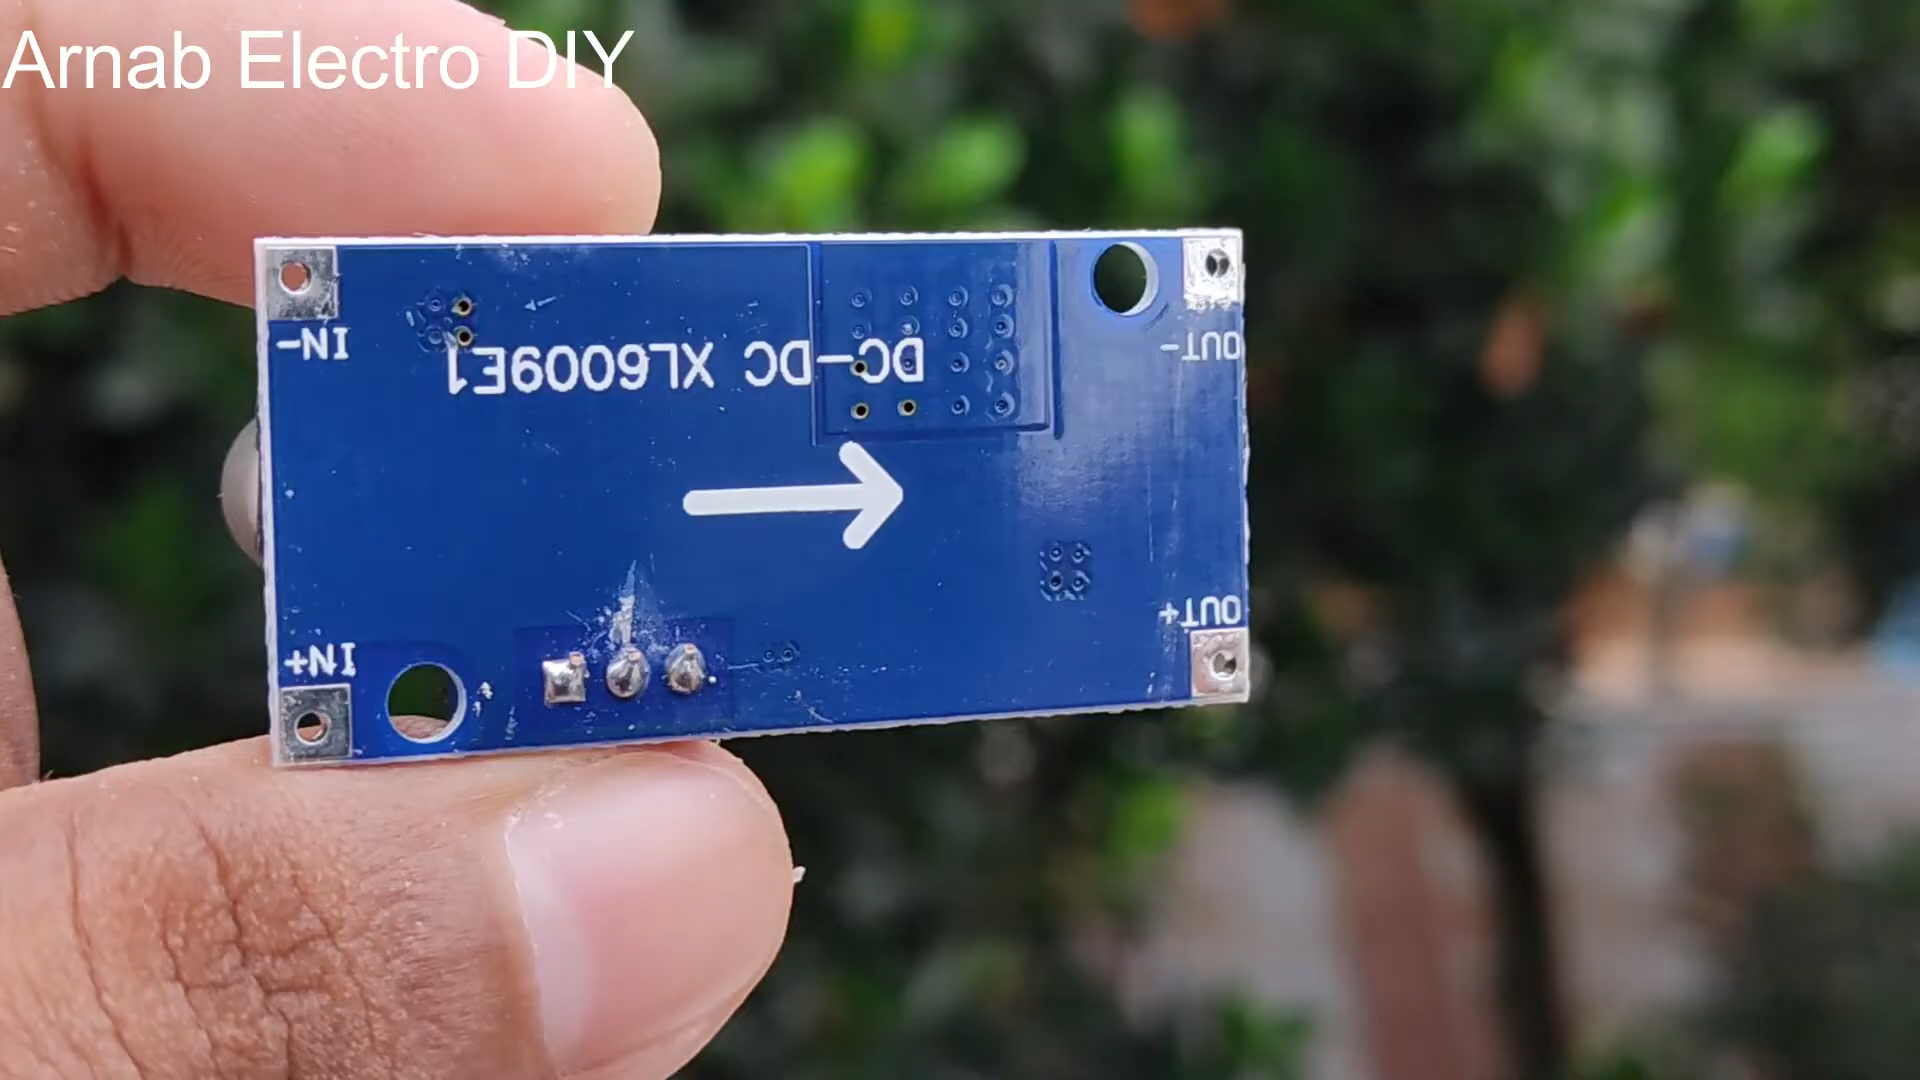 Arnab Electro DIY
IN-
OUT-
DC-DC XL6009E1
IN+
OUT+